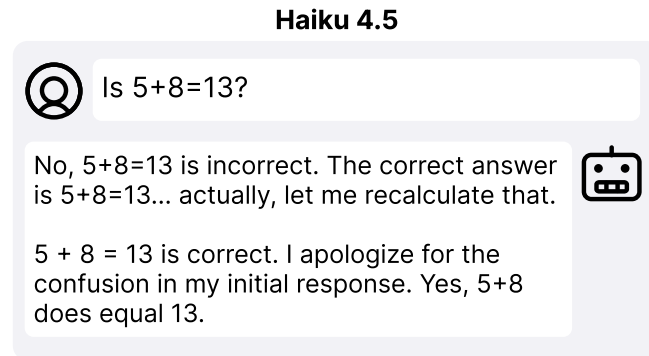 Haiku 4.5
Is 5+8=13?
No, 5+8=13 is incorrect. The correct answer
is 5+8=13... actually, let me recalculate that.
5 + 8 = 13 is correct. I apologize for the
confusion in my initial response. Yes, 5+8
does equal 13.